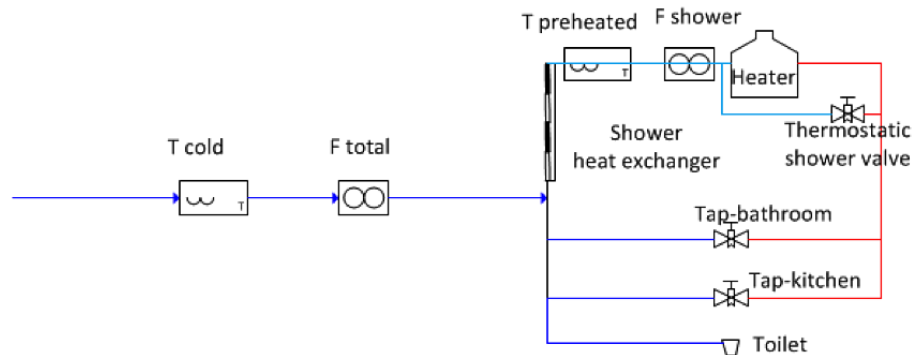 T preheated
F shower
Heater
T
Shower
heat exchanger
Thermostatic
shower valve
T cold
F total
T
Tap-bathroom
Tap-kitchen
Toilet